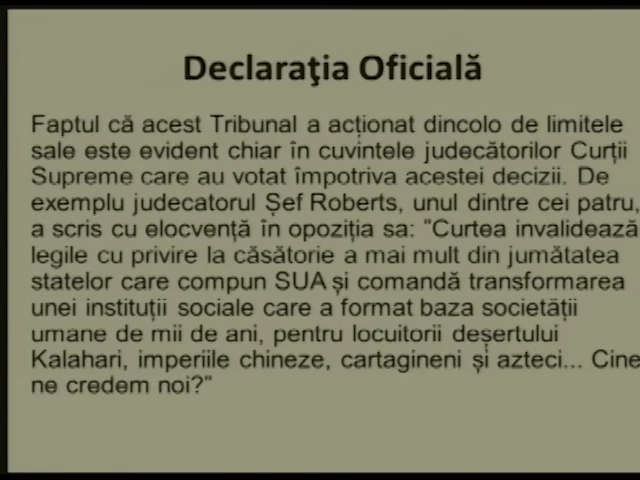 Declaraţia Oficială
Faptul că acest Tribunal a acționat dincolo de limitele
sale este evident chiar în cuvintele judecătorilor Curții
Supreme care au votat împotriva acestei decizii. De
exemplu judecatorul Șef Roberts, unul dintre cei patru,
a scris cu elocvență în opoziția sa: "Curtea invalidează
legile cu privire la căsătorie a mai mult din jumătatea
statelor care compun SUA și comandă transformarea
unei instituții sociale care a format baza societății
umane de mii de ani, pentru locuitorii deșertului
Kalahari, imperiile chineze, cartagineni și azteci... Cine
ne credem noi?"